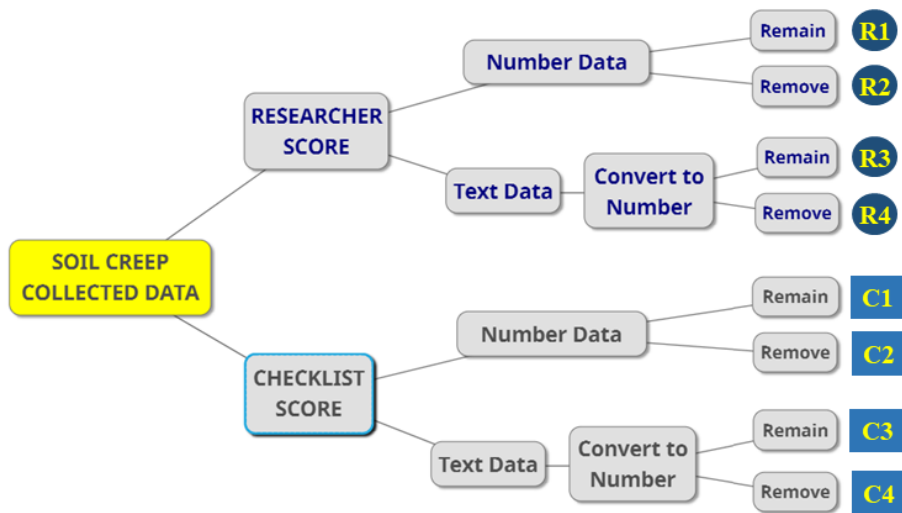 Remain R1
Number Data
Remove R2
RESEARCHER
SCORE
Remain R3
Text Data
Convert to
Number
Remove R4
SOIL CREEP
COLLECTED DATA
Remain C1
Number Data
Remove C2
CHECKLIST
SCORE
Remain C3
Text Data
Convert to
Number
Remove C4